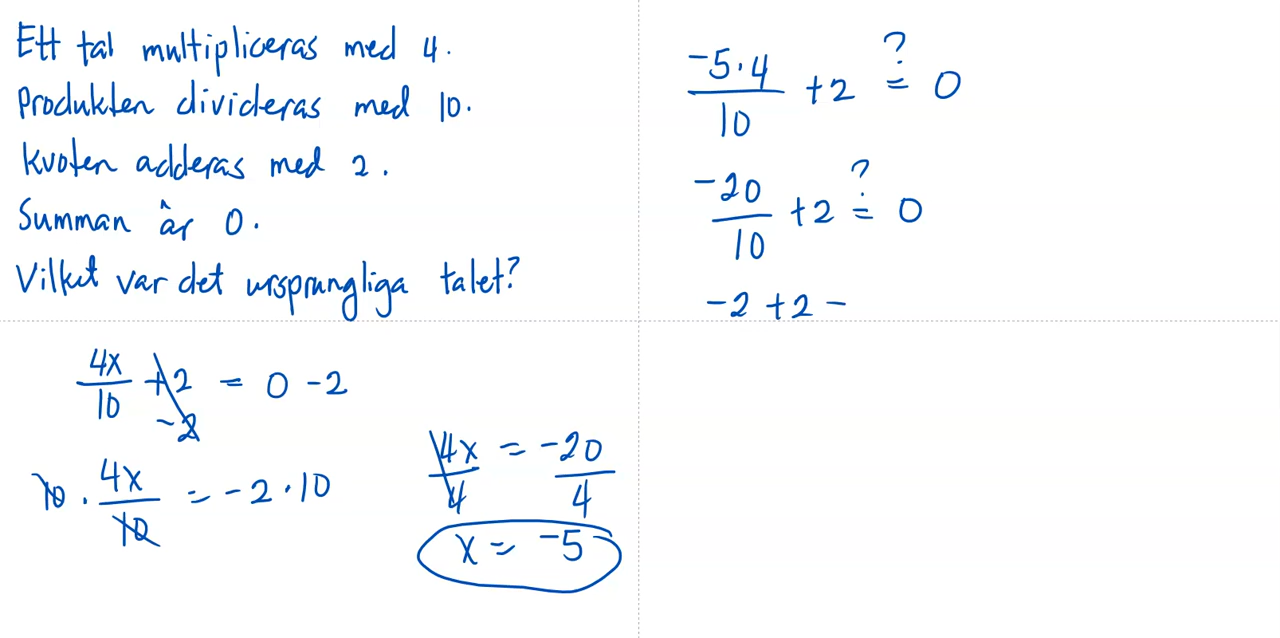 Ett tal multipliceras med 4.
Produkten divideras med 10.
Kvoten adderas med 2.
Summan är 0.
Vilket var det ursprungliga talet?
4x/10 +2 = 0 -2
-2
10 · 4x/10 = -2 · 10
4x/4 = -20/4
x = -5
-5·4/10 +2 ?= 0
-20/10 +2 ?= 0
-2 +2 -